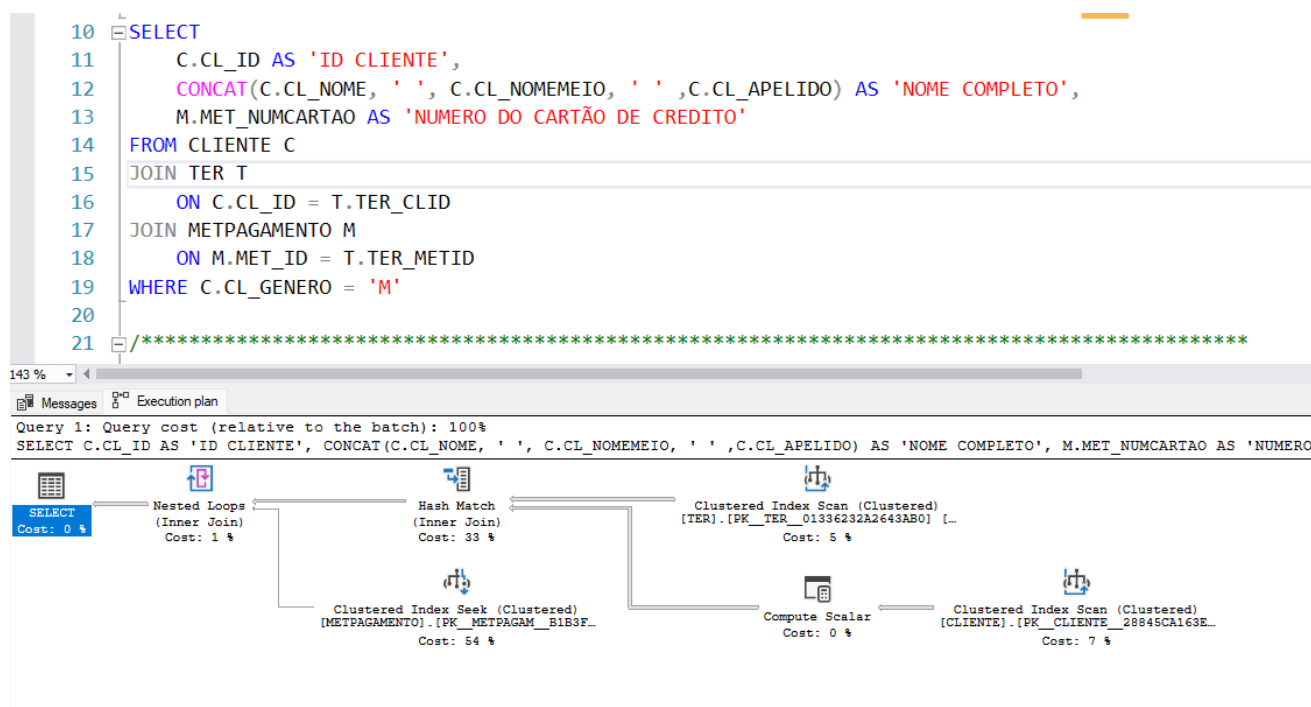 10 SELECT
11 C.CL_ID AS 'ID CLIENTE',
12 CONCAT(C.CL_NOME, ' ', C.CL_NOMEMEIO, ' ' ,C.CL_APELIDO) AS 'NOME COMPLETO',
13 M.MET_NUMCARTAO AS 'NUMERO DO CARTÃO DE CREDITO'
14 FROM CLIENTE C
15 JOIN TER T
16 ON C.CL_ID = T.TER_CLID
17 JOIN METPAGAMENTO M
18 ON M.MET_ID = T.TER_METID
19 WHERE C.CL_GENERO = 'M'
20
21 /*********************************************************************************************
143 %
Messages Execution plan
Query 1: Query cost (relative to the batch): 100%
SELECT C.CL_ID AS 'ID CLIENTE', CONCAT(C.CL_NOME, ' ', C.CL_NOMEMEIO, ' ' ,C.CL_APELIDO) AS 'NOME COMPLETO', M.MET_NUMCARTAO AS 'NUMERO
SELECT
Cost: 0 %
Nested Loops
(Inner Join)
Cost: 1 %
Hash Match
(Inner Join)
Cost: 33 %
Clustered Index Scan (Clustered)
[TER].[PK__TER__01336232A2643AB0] […
Cost: 5 %
Clustered Index Seek (Clustered)
[METPAGAMENTO].[PK__METPAGAM__B1B3F…
Cost: 54 %
Compute Scalar
Cost: 0 %
Clustered Index Scan (Clustered)
[CLIENTE].[PK__CLIENTE__28845CA163E…
Cost: 7 %